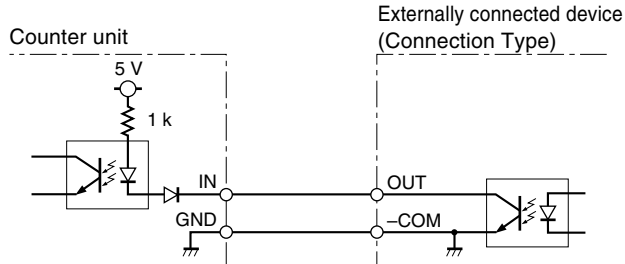 Counter unit
Externally connected device
(Connection Type)
5 V
1 k
IN
OUT
GND
–COM